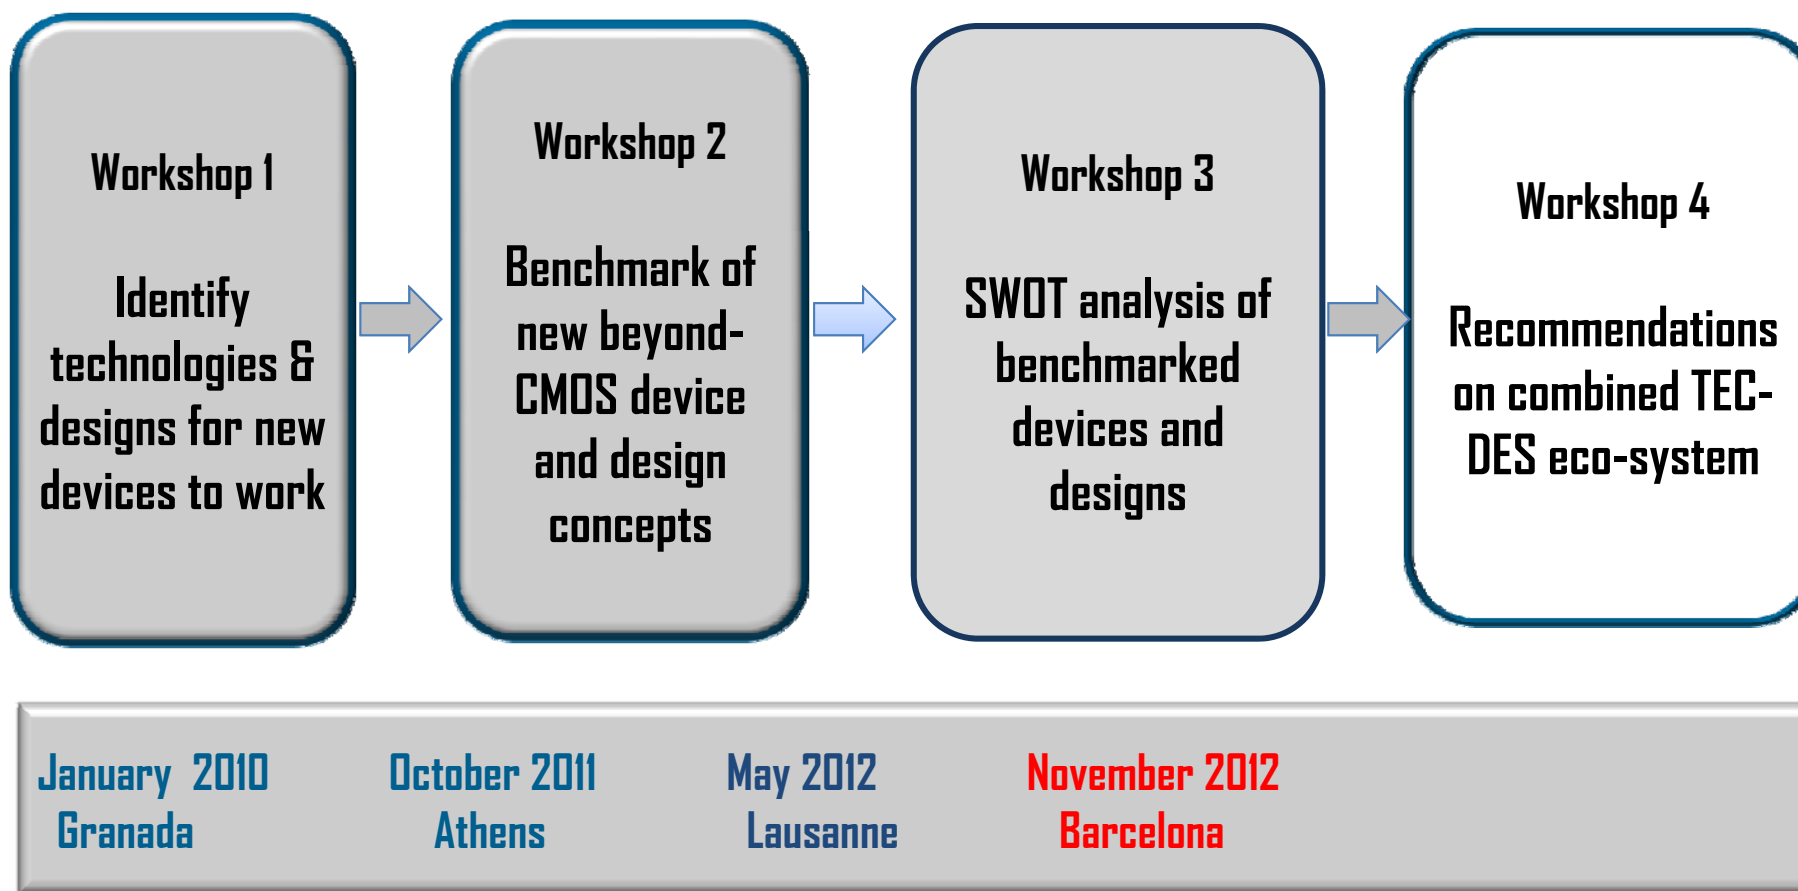 Workshop 1
Identify
technologies &
designs for new
devices to work
Workshop 2
Benchmark of
new beyond-
CMOS device
and design
concepts
Workshop 3
SWOT analysis of
benchmarked
devices and
designs
Workshop 4
Recommendations
on combined TEC-
DES eco-system
January 2010
Granada
October 2011
Athens
May 2012
Lausanne
November 2012
Barcelona